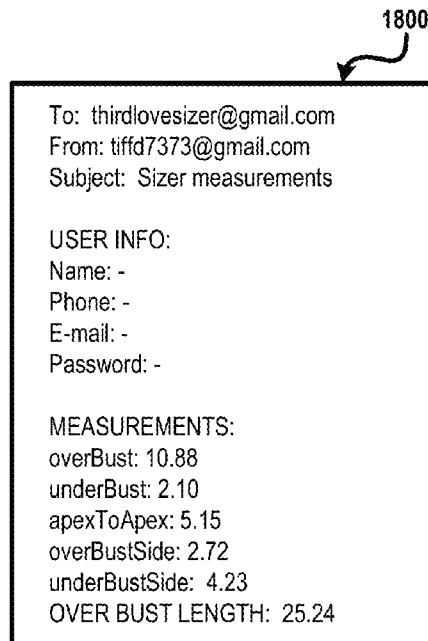 1800
To: thirdlovesizer@gmail.com
From: tiffd7373@gmail.com
Subject: Sizer measurements
USER INFO:
Name: -
Phone: -
E-mail: -
Password: -
MEASUREMENTS:
overBust: 10.88
underBust: 2.10
apexToApex: 5.15
overBustSide: 2.72
underBustSide: 4.23
OVER BUST LENGTH: 25.24